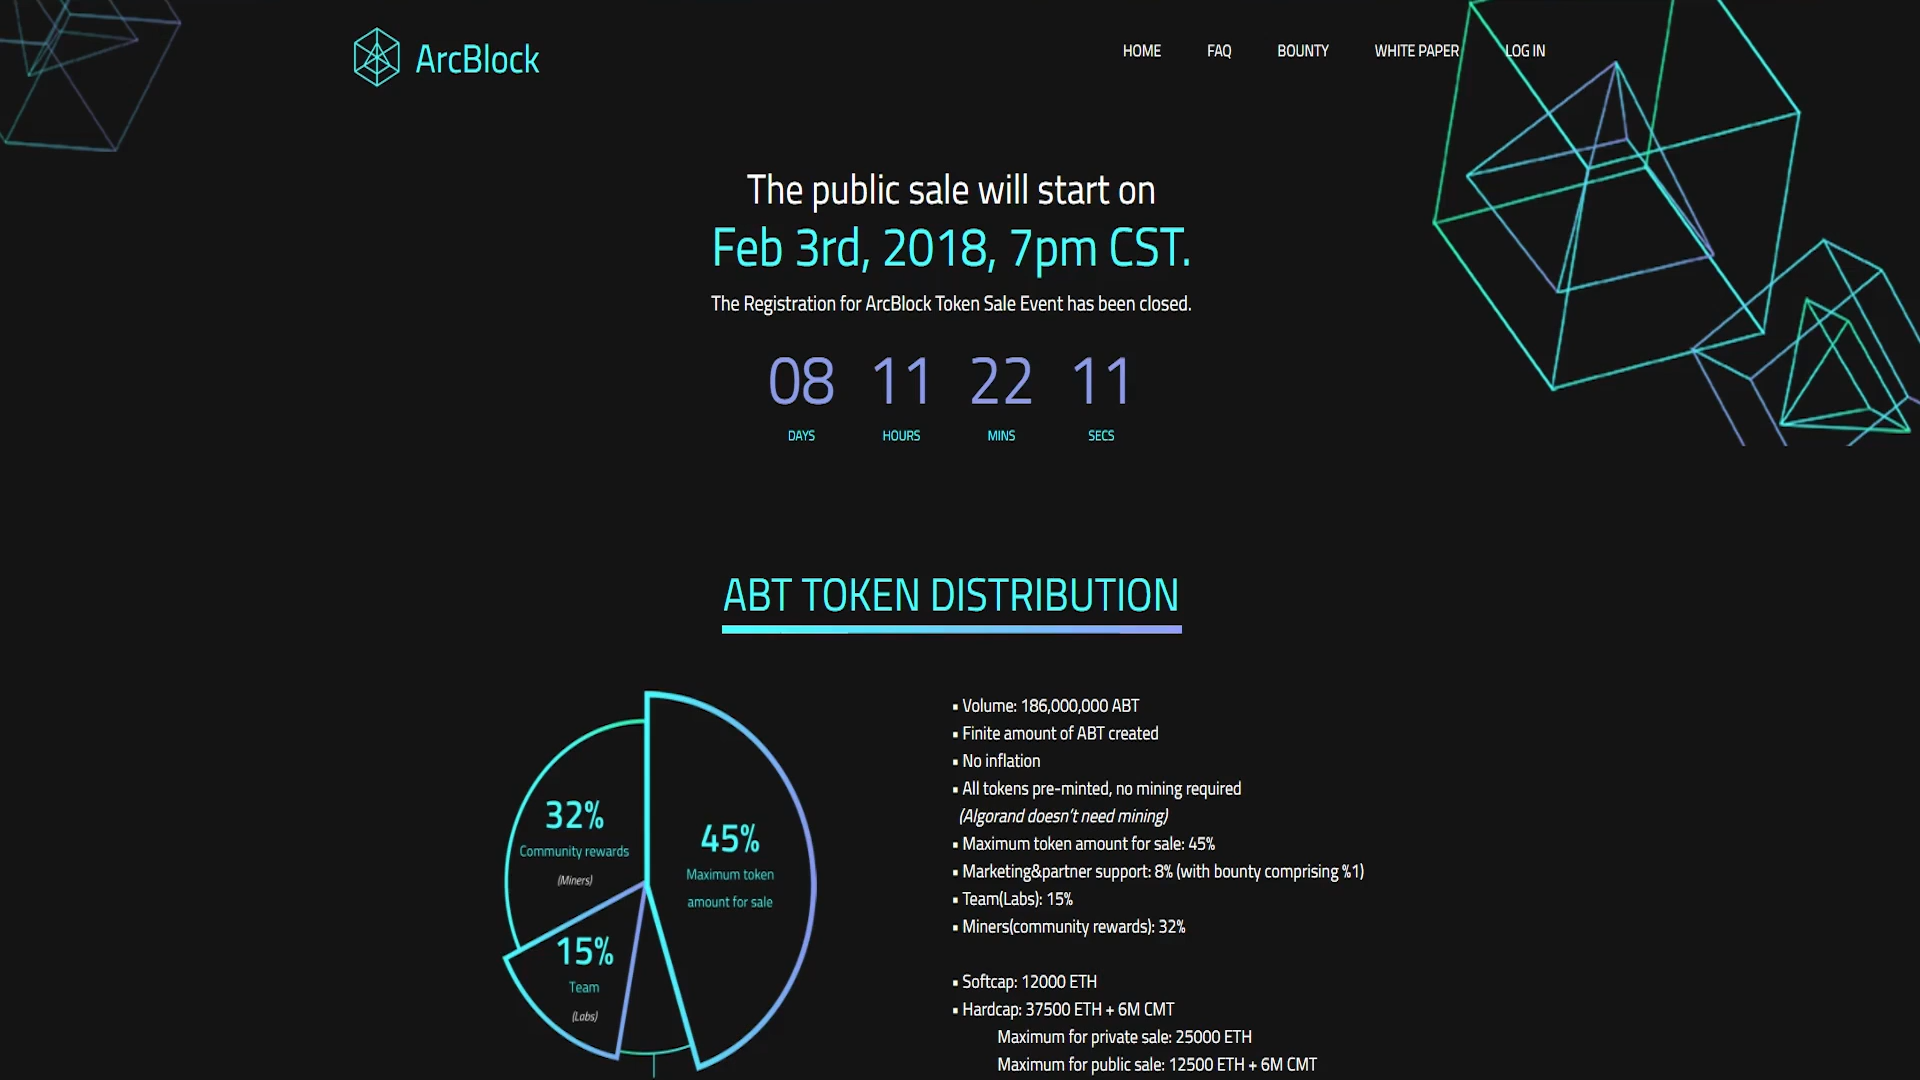 ArcBlock
HOME FAQ BOUNTY WHITE PAPER LOG IN
The public sale will start on
Feb 3rd, 2018, 7pm CST.
The Registration for ArcBlock Token Sale Event has been closed.
08 11 22 11
DAYS HOURS MINS SECS
ABT TOKEN DISTRIBUTION
32%
Community rewards
(Miners)
45%
Maximum token
amount for sale
15%
Team
(Labs)
▪ Volume: 186,000,000 ABT
▪ Finite amount of ABT created
▪ No inflation
▪ All tokens pre-minted, no mining required
(Algorand doesn't need mining)
▪ Maximum token amount for sale: 45%
▪ Marketing&partner support: 8% (with bounty comprising %1)
▪ Team(Labs): 15%
▪ Miners(community rewards): 32%
▪ Softcap: 12000 ETH
▪ Hardcap: 37500 ETH + 6M CMT
Maximum for private sale: 25000 ETH
Maximum for public sale: 12500 ETH + 6M CMT